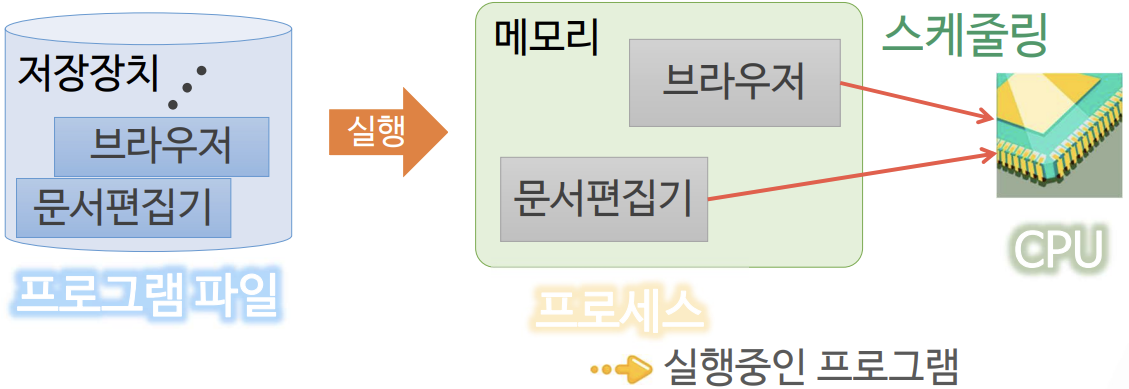 저장장치
브라우저
문서편집기
프로그램 파일
실행
메모리
브라우저
문서편집기
프로세스
실행중인 프로그램
스케줄링
CPU